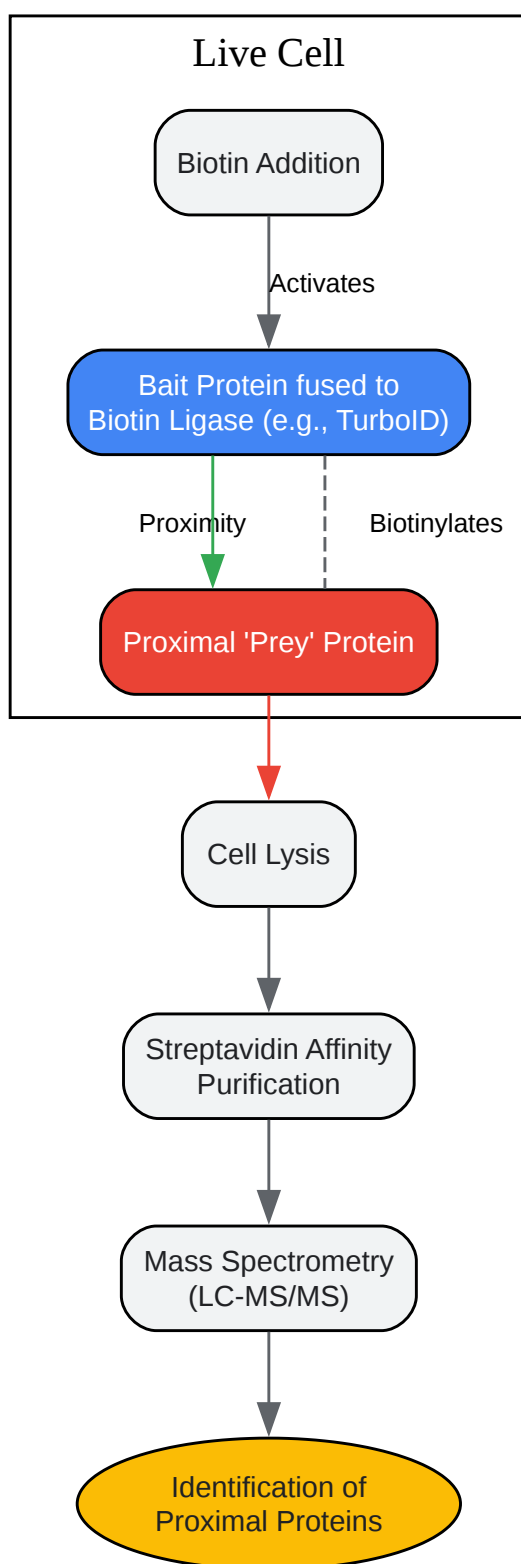 Live Cell
Biotin Addition
Activates
Bait Protein fused to
Biotin Ligase (e.g., TurboID)
Proximity
Biotinylates
Proximal 'Prey' Protein
Cell Lysis
Streptavidin Affinity
Purification
Mass Spectrometry
(LC-MS/MS)
Identification of
Proximal Proteins